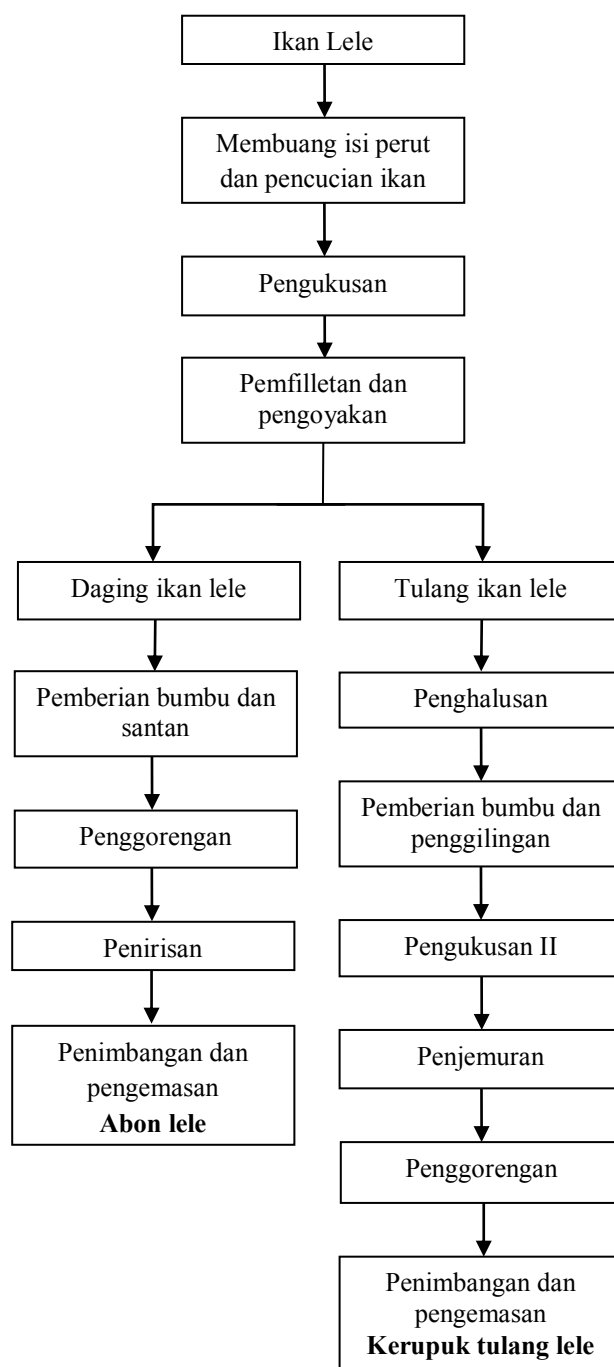 Ikan Lele
Membuang isi perut
dan pencucian ikan
Pengukusan
Pemfilletan dan
pengoyakan
Daging ikan lele
Pemberian bumbu dan
santan
Penggorengan
Penirisan
Penimbangan dan
pengemasan
Abon lele
Tulang ikan lele
Penghalusan
Pemberian bumbu dan
penggilingan
Pengukusan II
Penjemuran
Penggorengan
Penimbangan dan
pengemasan
Kerupuk tulang lele